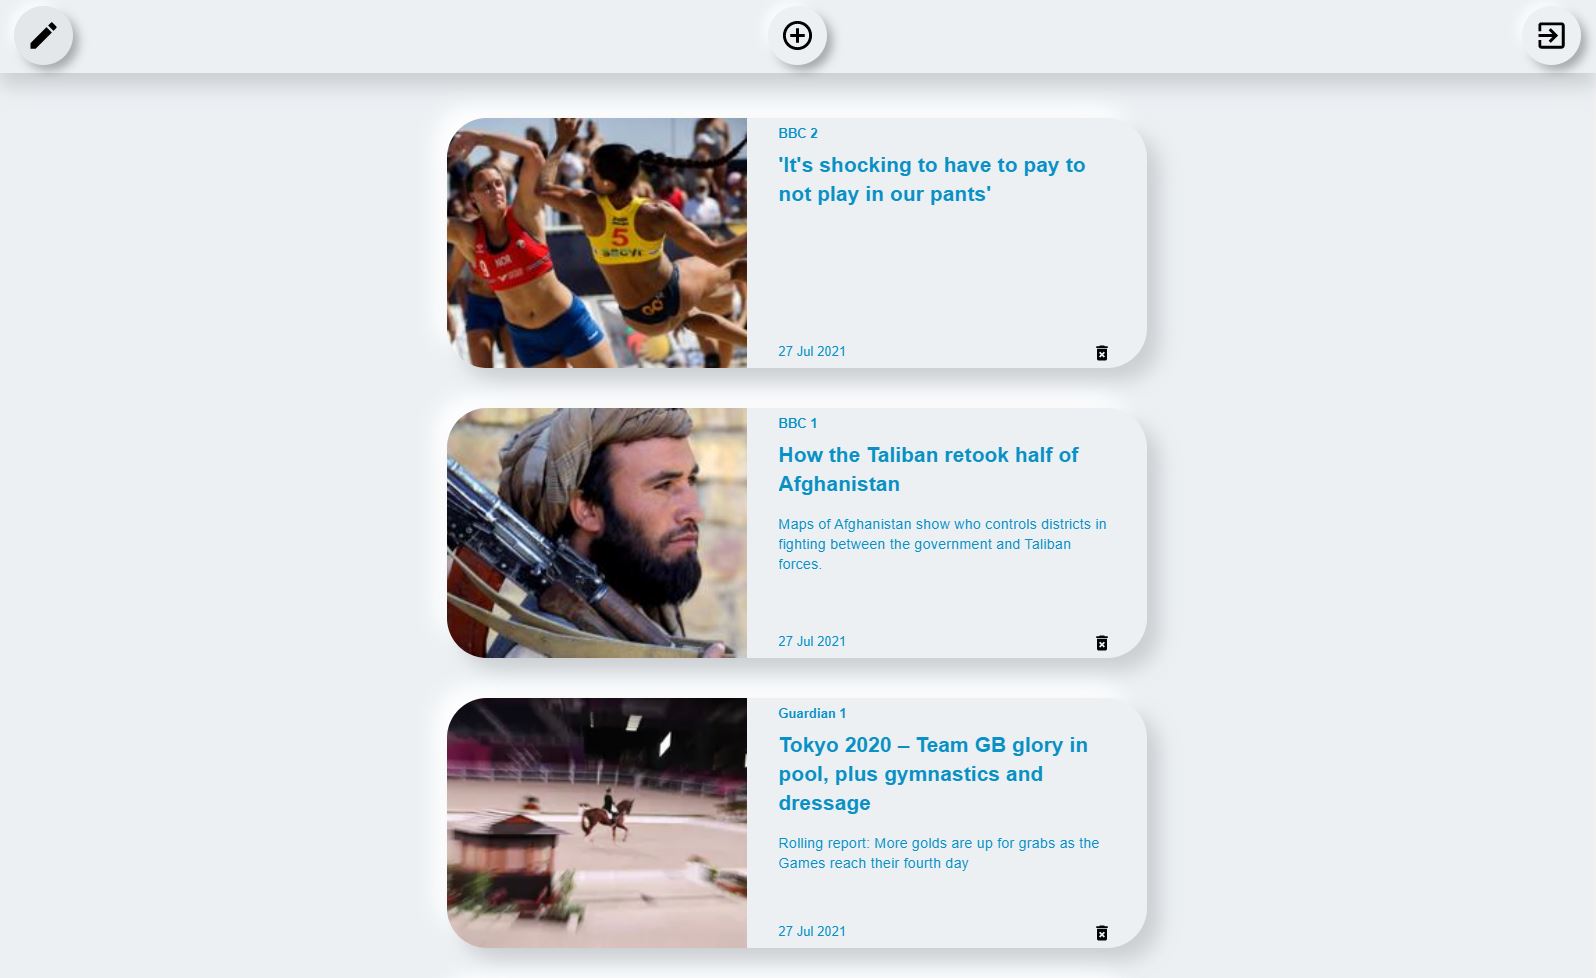 BBC 2
'It's shocking to have to pay to
not play in our pants'
5
NOR
9
27 Jul 2021
BBC 1
How the Taliban retook half of
Afghanistan
Maps of Afghanistan show who controls districts in
fighting between the government and Taliban
forces.
27 Jul 2021
Guardian 1
Tokyo 2020 – Team GB glory in
pool, plus gymnastics and
dressage
Rolling report: More golds are up for grabs as the
Games reach their fourth day
27 Jul 2021